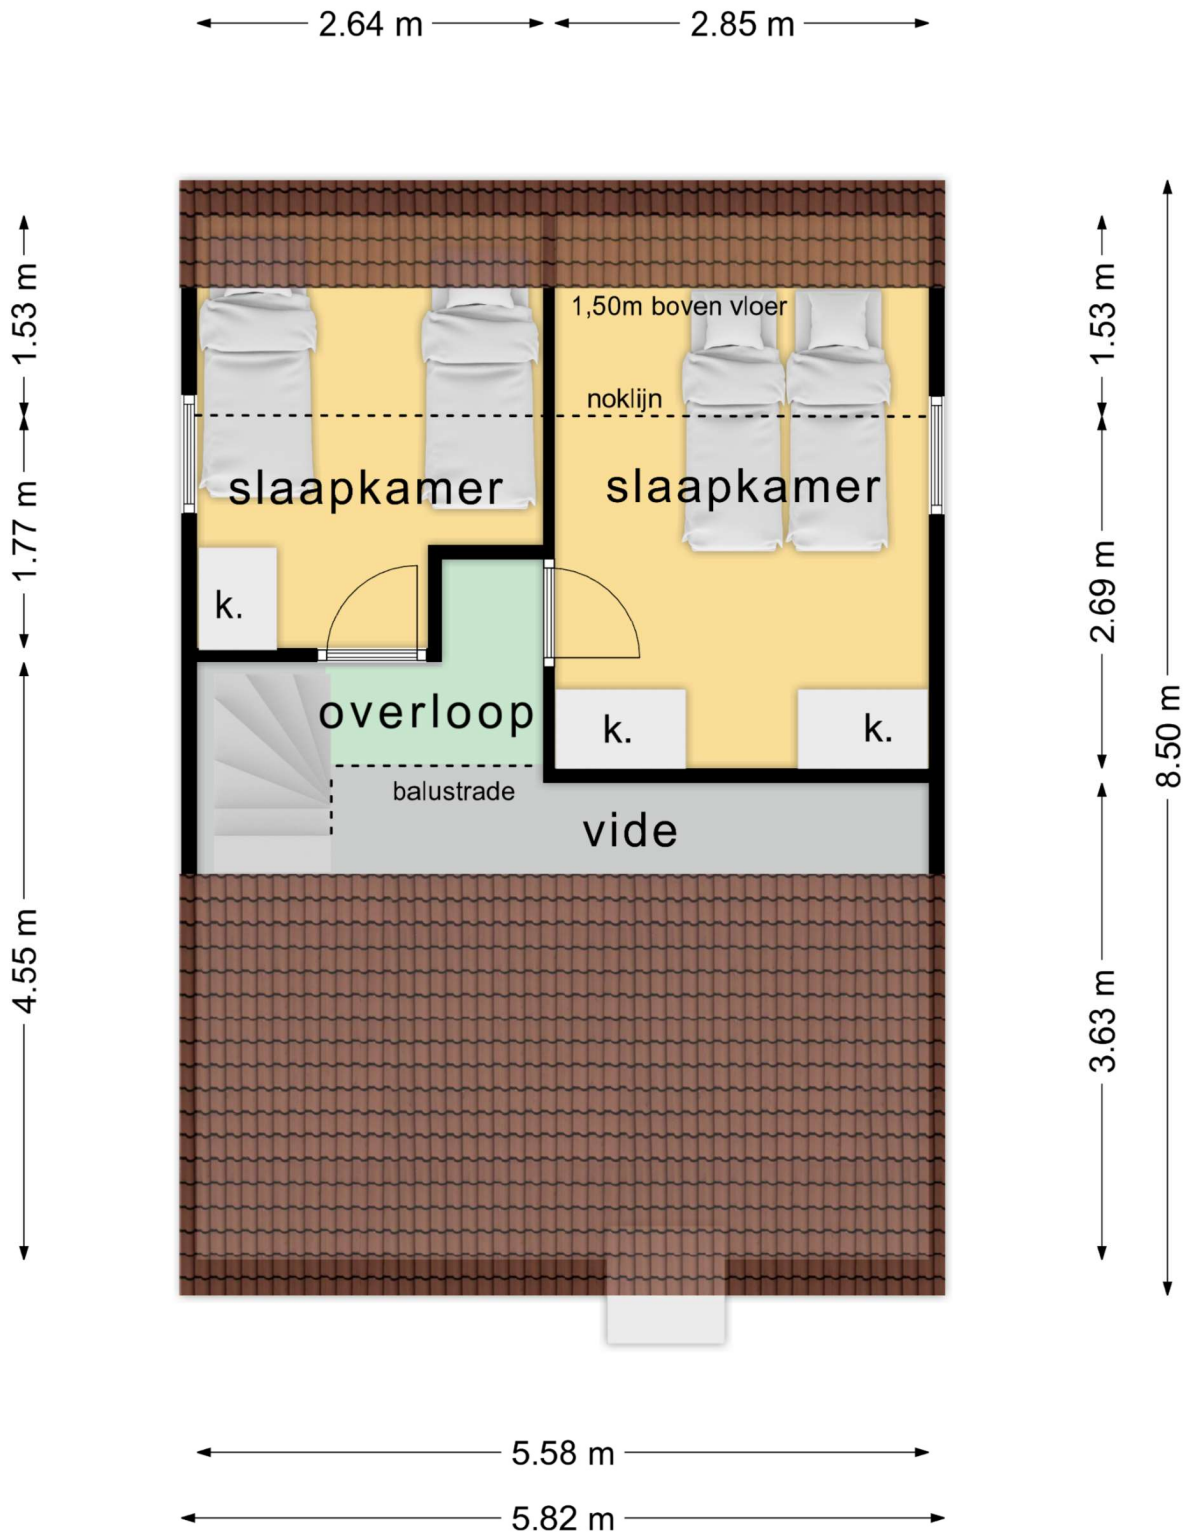 2.64 m
2.85 m
1.53 m
1.77 m
4.55 m
1,50m boven vloer
noklijn
slaapkamer
slaapkamer
k.
overloop
k.
k.
balustrade
vide
1.53 m
2.69 m
3.63 m
8.50 m
5.58 m
5.82 m